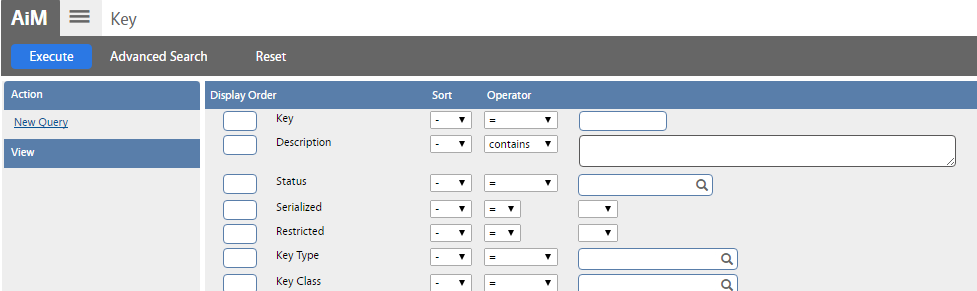 AiM Key
Execute Advanced Search Reset
Action
New Query
View
Display Order Sort Operator
Key - =
Description - contains
Status - =
Serialized - =
Restricted - =
Key Type - =
Key Class - =